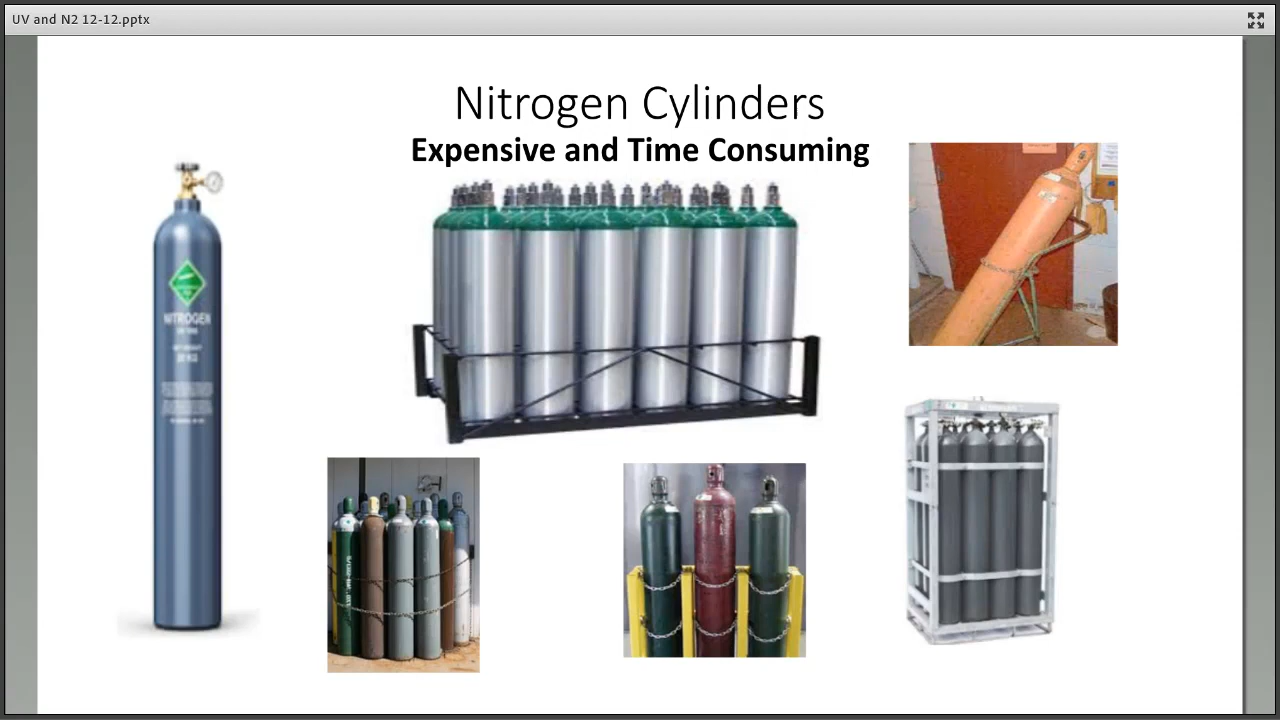 UV and N2 12-12.pptx
Nitrogen Cylinders
Expensive and Time Consuming
NITROGEN